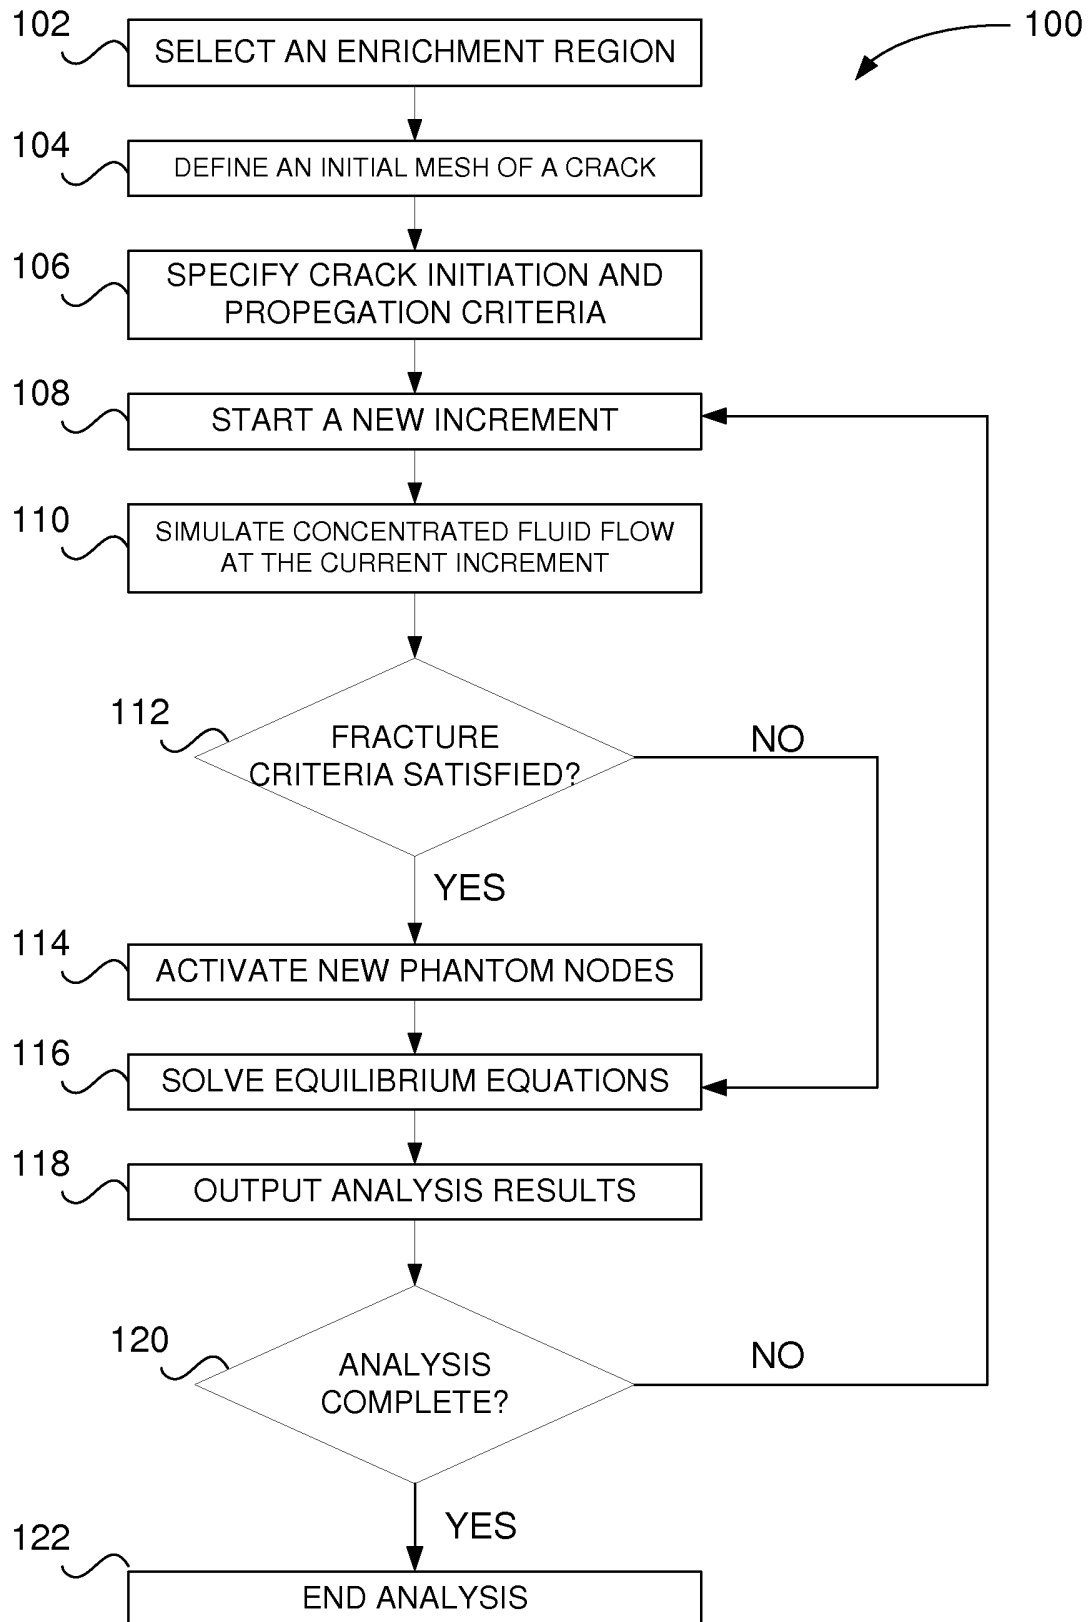 102
SELECT AN ENRICHMENT REGION
100
104
DEFINE AN INITIAL MESH OF A CRACK
106
SPECIFY CRACK INITIATION AND
PROPEGATION CRITERIA
108
START A NEW INCREMENT
110
SIMULATE CONCENTRATED FLUID FLOW
AT THE CURRENT INCREMENT
112
FRACTURE
CRITERIA SATISFIED?
NO
YES
114
ACTIVATE NEW PHANTOM NODES
116
SOLVE EQUILIBRIUM EQUATIONS
118
OUTPUT ANALYSIS RESULTS
120
ANALYSIS
COMPLETE?
NO
YES
122
END ANALYSIS